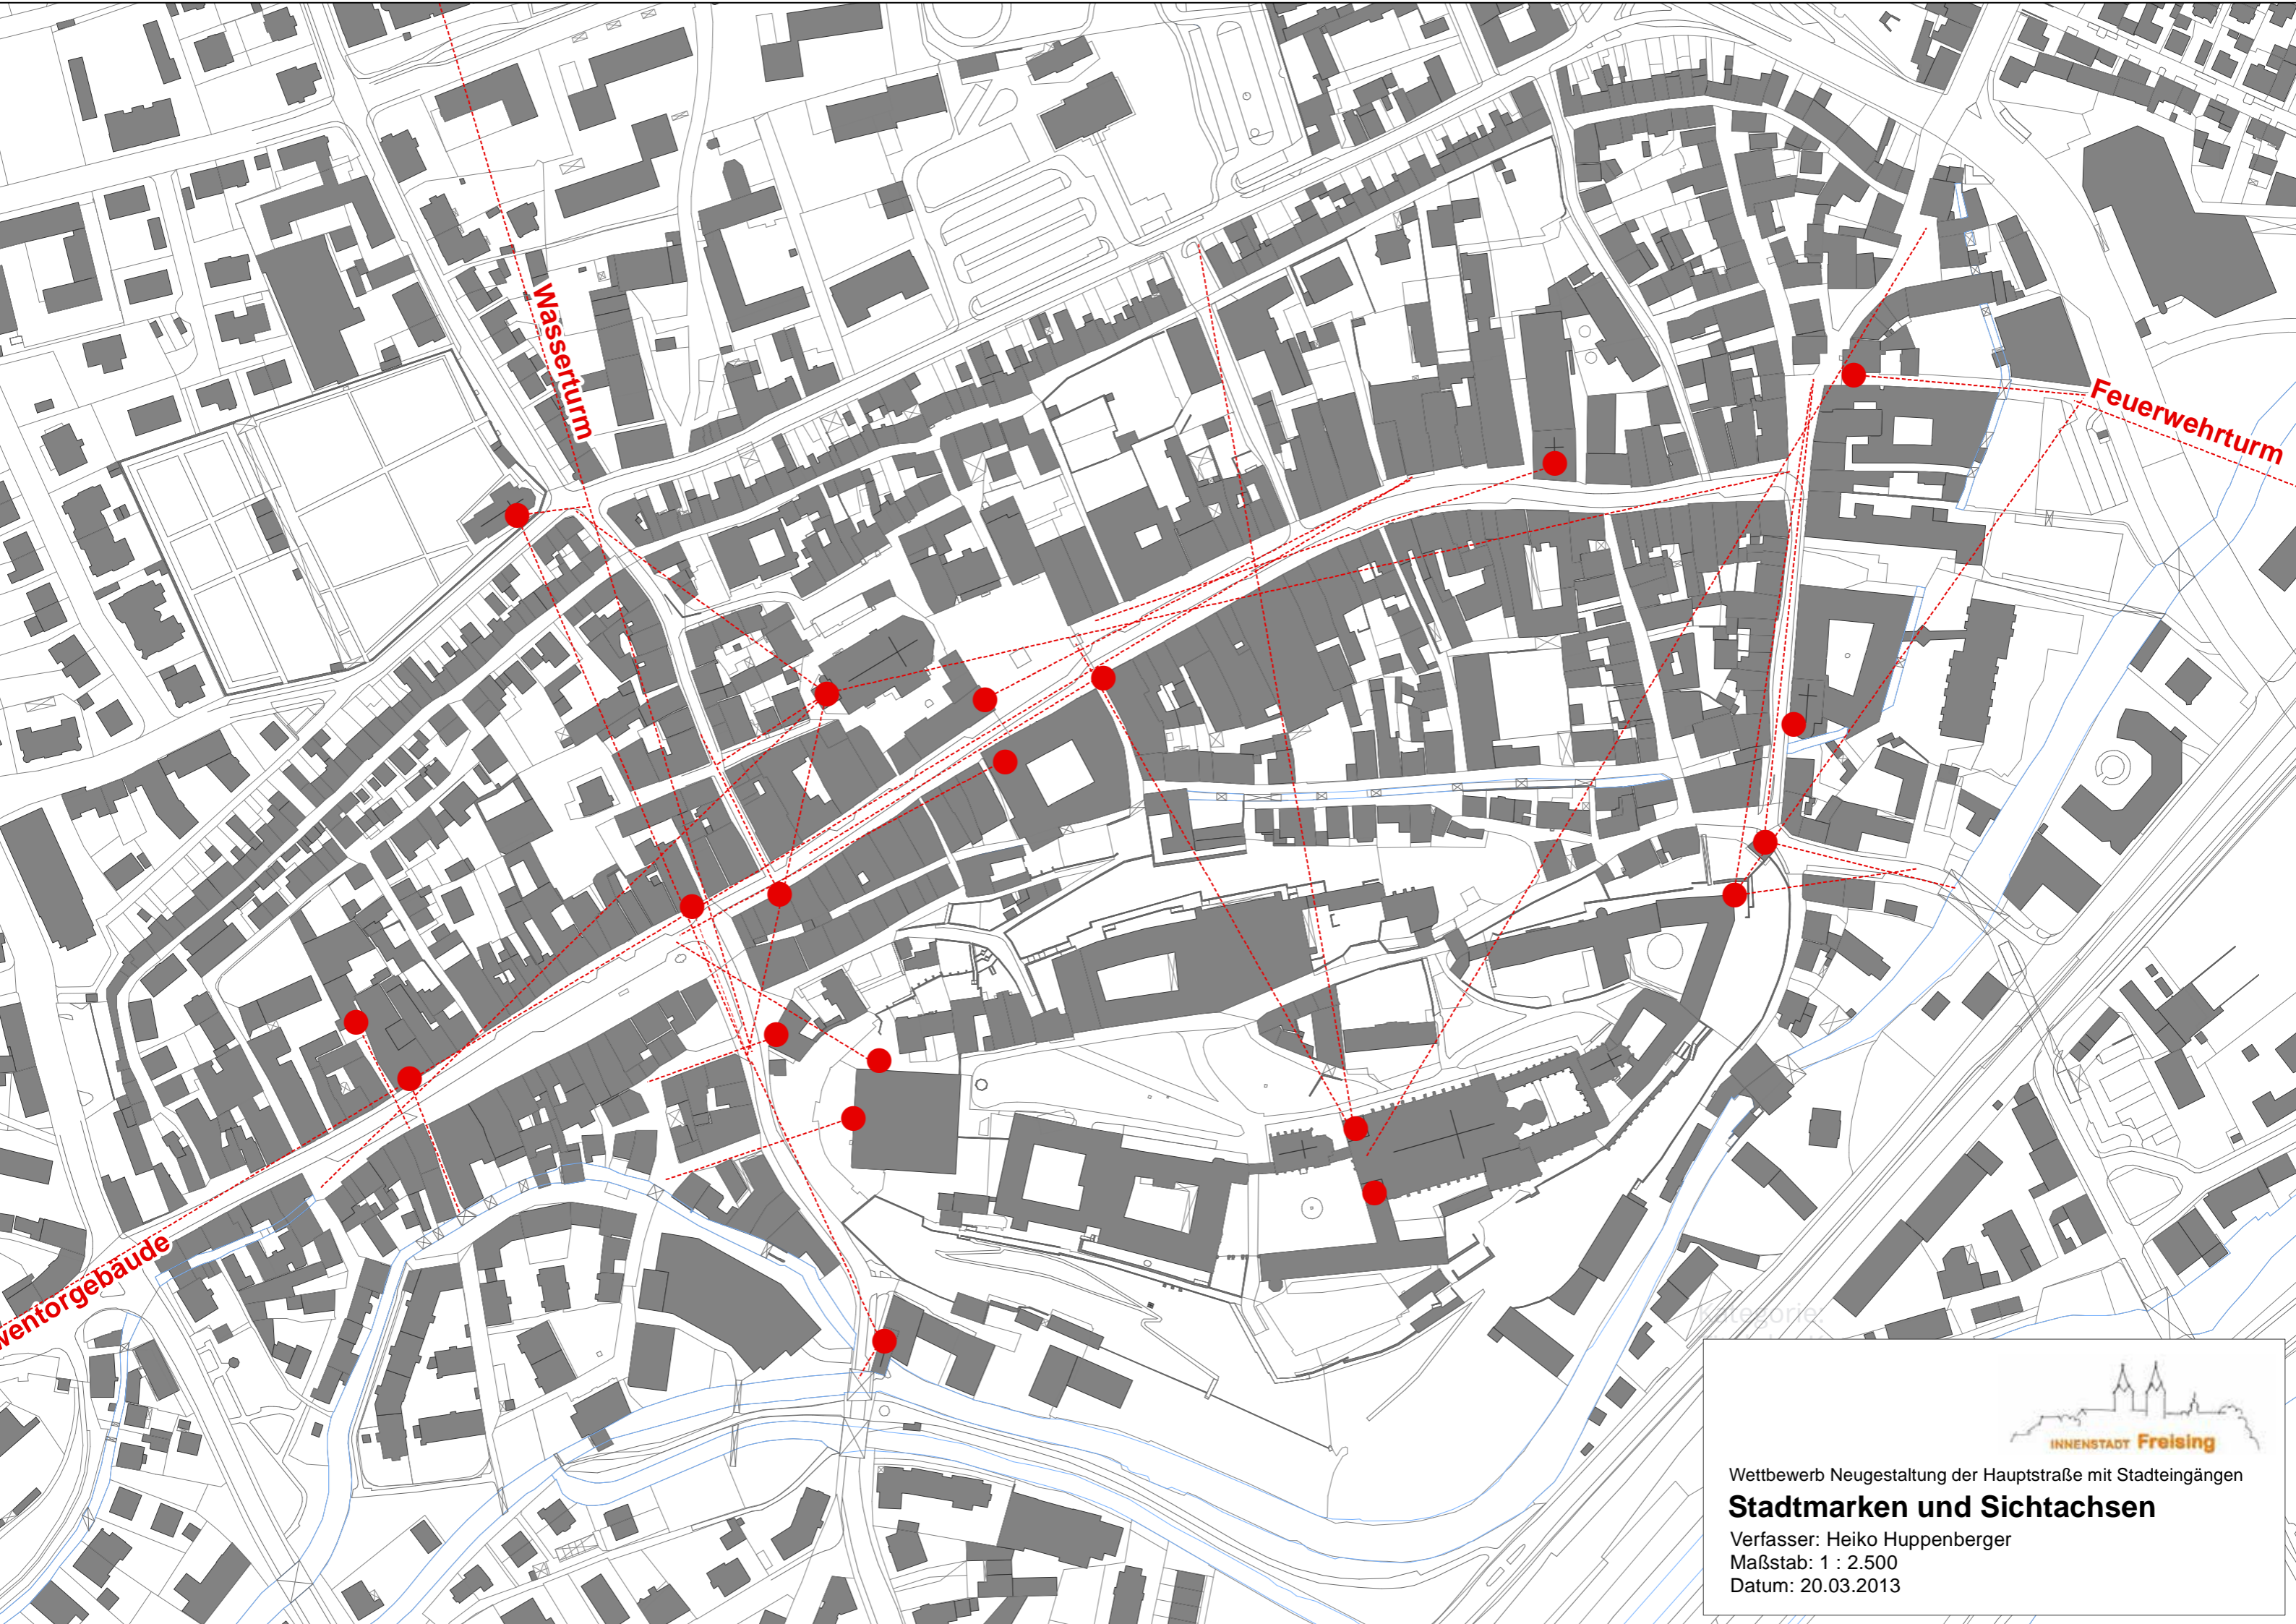 Wasserturm
Feuerwehrturm
wentorgebäude
Kategorie:
INNENSTADT Freising
Wettbewerb Neugestaltung der Hauptstraße mit Stadteingängen
Stadtmarken und Sichtachsen
Verfasser: Heiko Huppenberger
Maßstab: 1 : 2.500
Datum: 20.03.2013